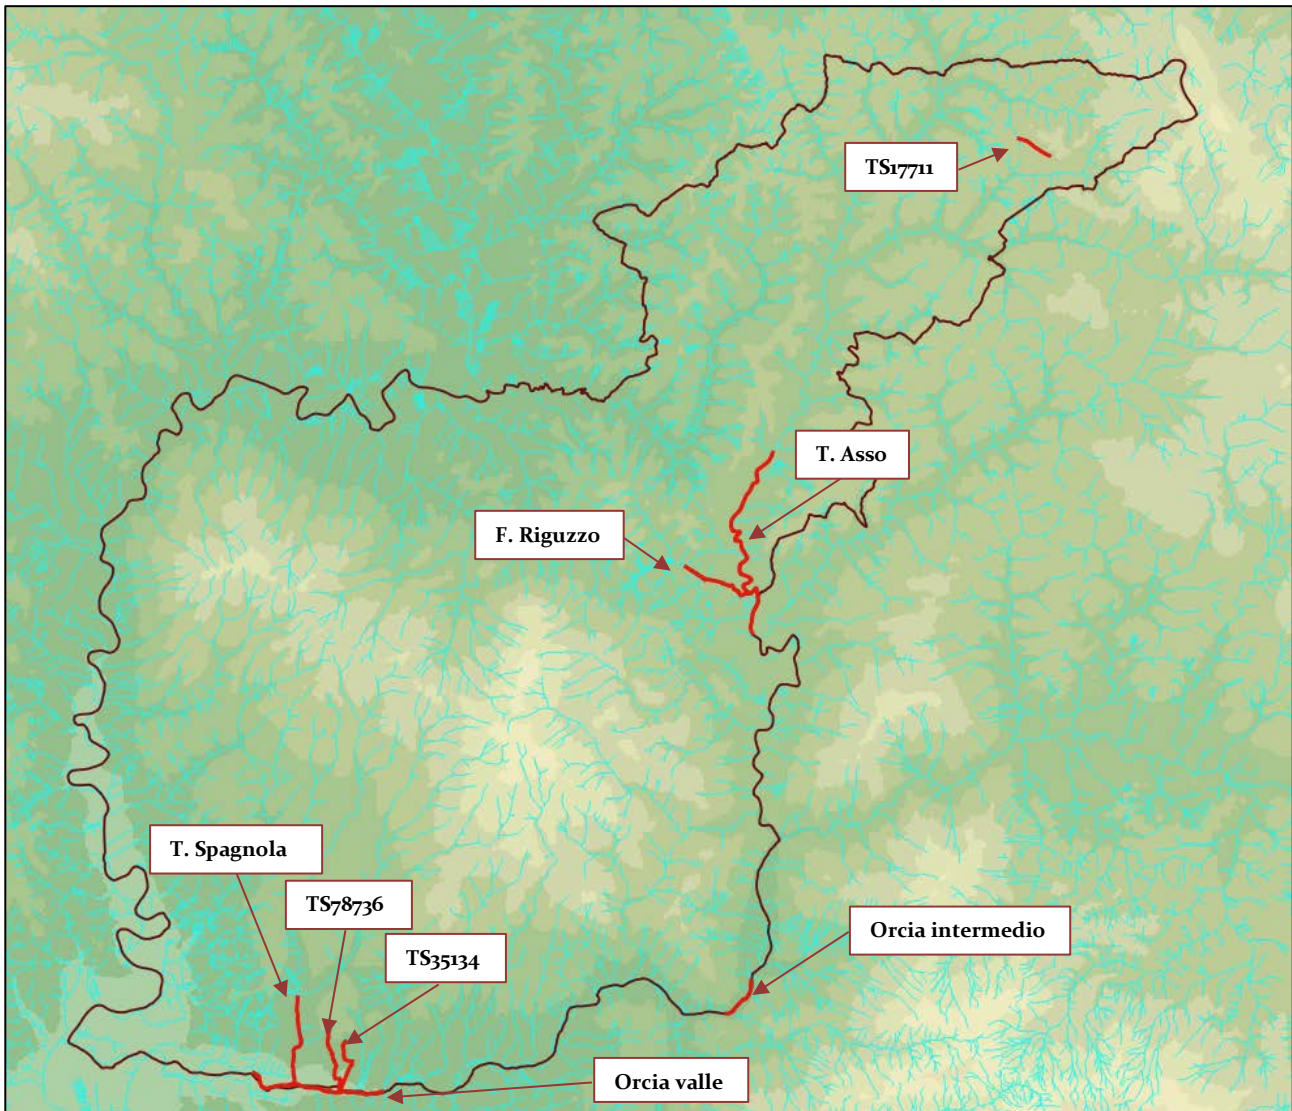 TS17711
T. Asso
F. Riguzzo
T. Spagnola
TS78736
TS35134
Orcia intermedio
Orcia valle